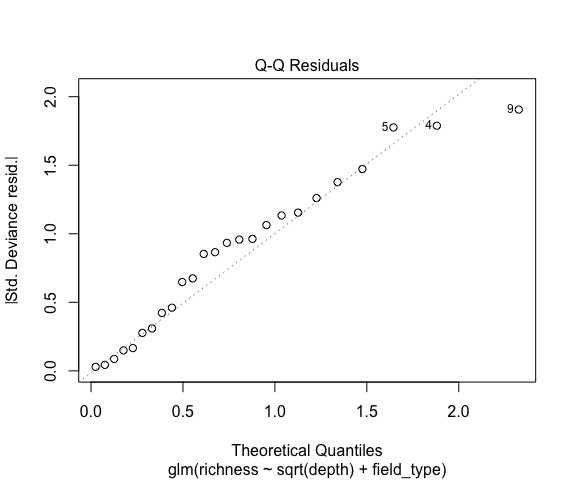 Q-Q Residuals
|Std. Deviance resid.|
2.0
1.5
1.0
0.5
0.0
5
4
9
0.0 0.5 1.0 1.5 2.0
Theoretical Quantiles
glm(richness ~ sqrt(depth) + field_type)